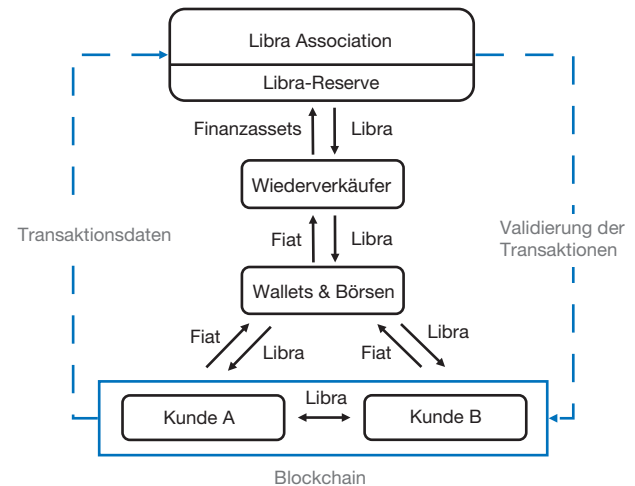 Libra Association
Libra-Reserve
Finanzassets
Libra
Wiederverkäufer
Transaktionsdaten
Fiat
Libra
Validierung der
Transaktionen
Wallets & Börsen
Fiat
Libra
Fiat
Libra
Kunde A
Libra
Kunde B
Blockchain